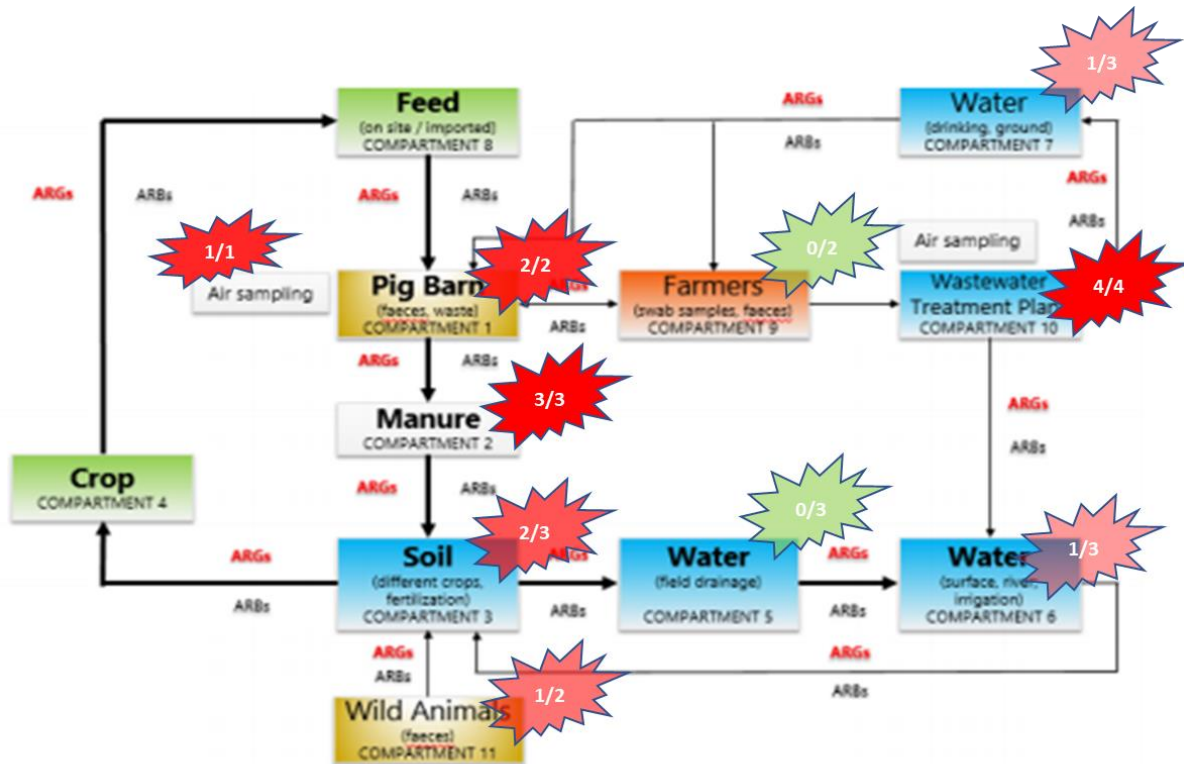 1/3
Feed
(on site / imported)
COMPARTMENT 8
ARGs
ARBs
Water
(drinking, ground)
COMPARTMENT 7
ARGs
ARBs
ARGs
ARBs
ARGs
ARBs
1/1
Air sampling
2/2
0/2
Air sampling
Pig Barn
(faeces, waste)
COMPARTMENT 1
ARGs
ARBs
Farmers
(swab samples, faeces)
COMPARTMENT 9
Wastewater
Treatment Plan
COMPARTMENT 10
4/4
ARGs
ARBs
3/3
Manure
COMPARTMENT 2
ARGs
ARBs
Crop
COMPARTMENT 4
ARGs
ARBs
2/3
0/3
1/3
ARGs
ARBs
Soil
(different crops,
fertilization)
COMPARTMENT 3
ARGs
ARBs
Water
(field drainage)
COMPARTMENT 5
ARGs
ARBs
Water
(surface, river,
irrigation)
COMPARTMENT 6
ARGs
ARBs
ARGs
ARBs
1/2
Wild Animals
(faeces)
COMPARTMENT 11